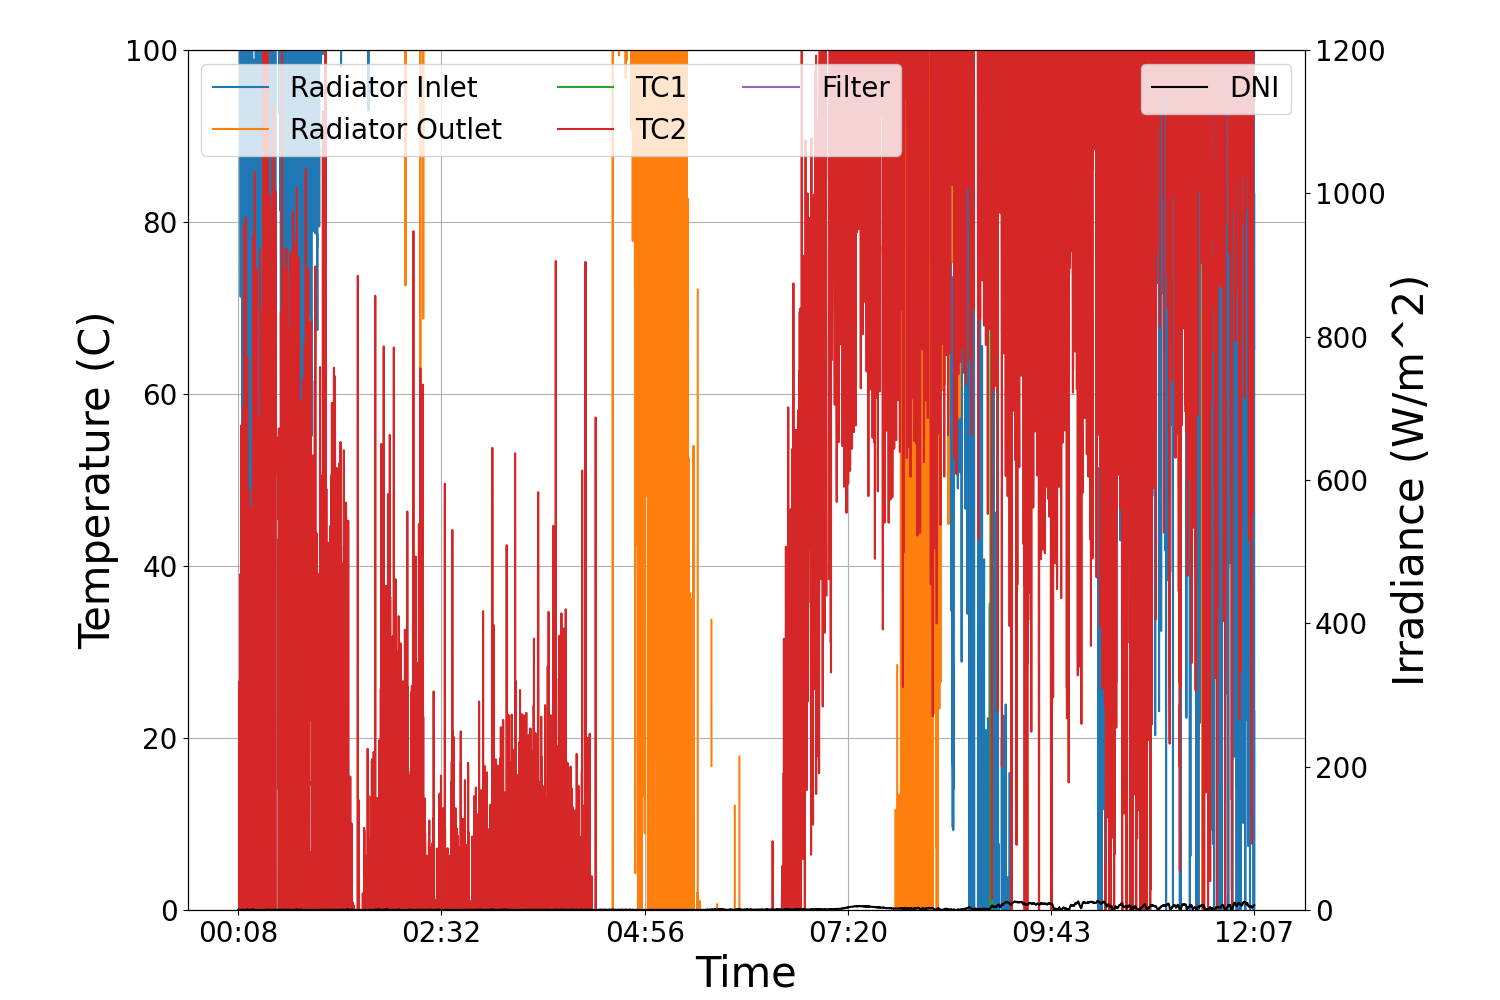 100
80
60
40
20
0
Temperature (C)
Radiator Inlet
Radiator Outlet
TC1
TC2
Filter
DNI
1200
1000
800
600
400
200
0
Irradiance (W/m^2)
00:08
02:32
04:56
07:20
09:43
12:07
Time